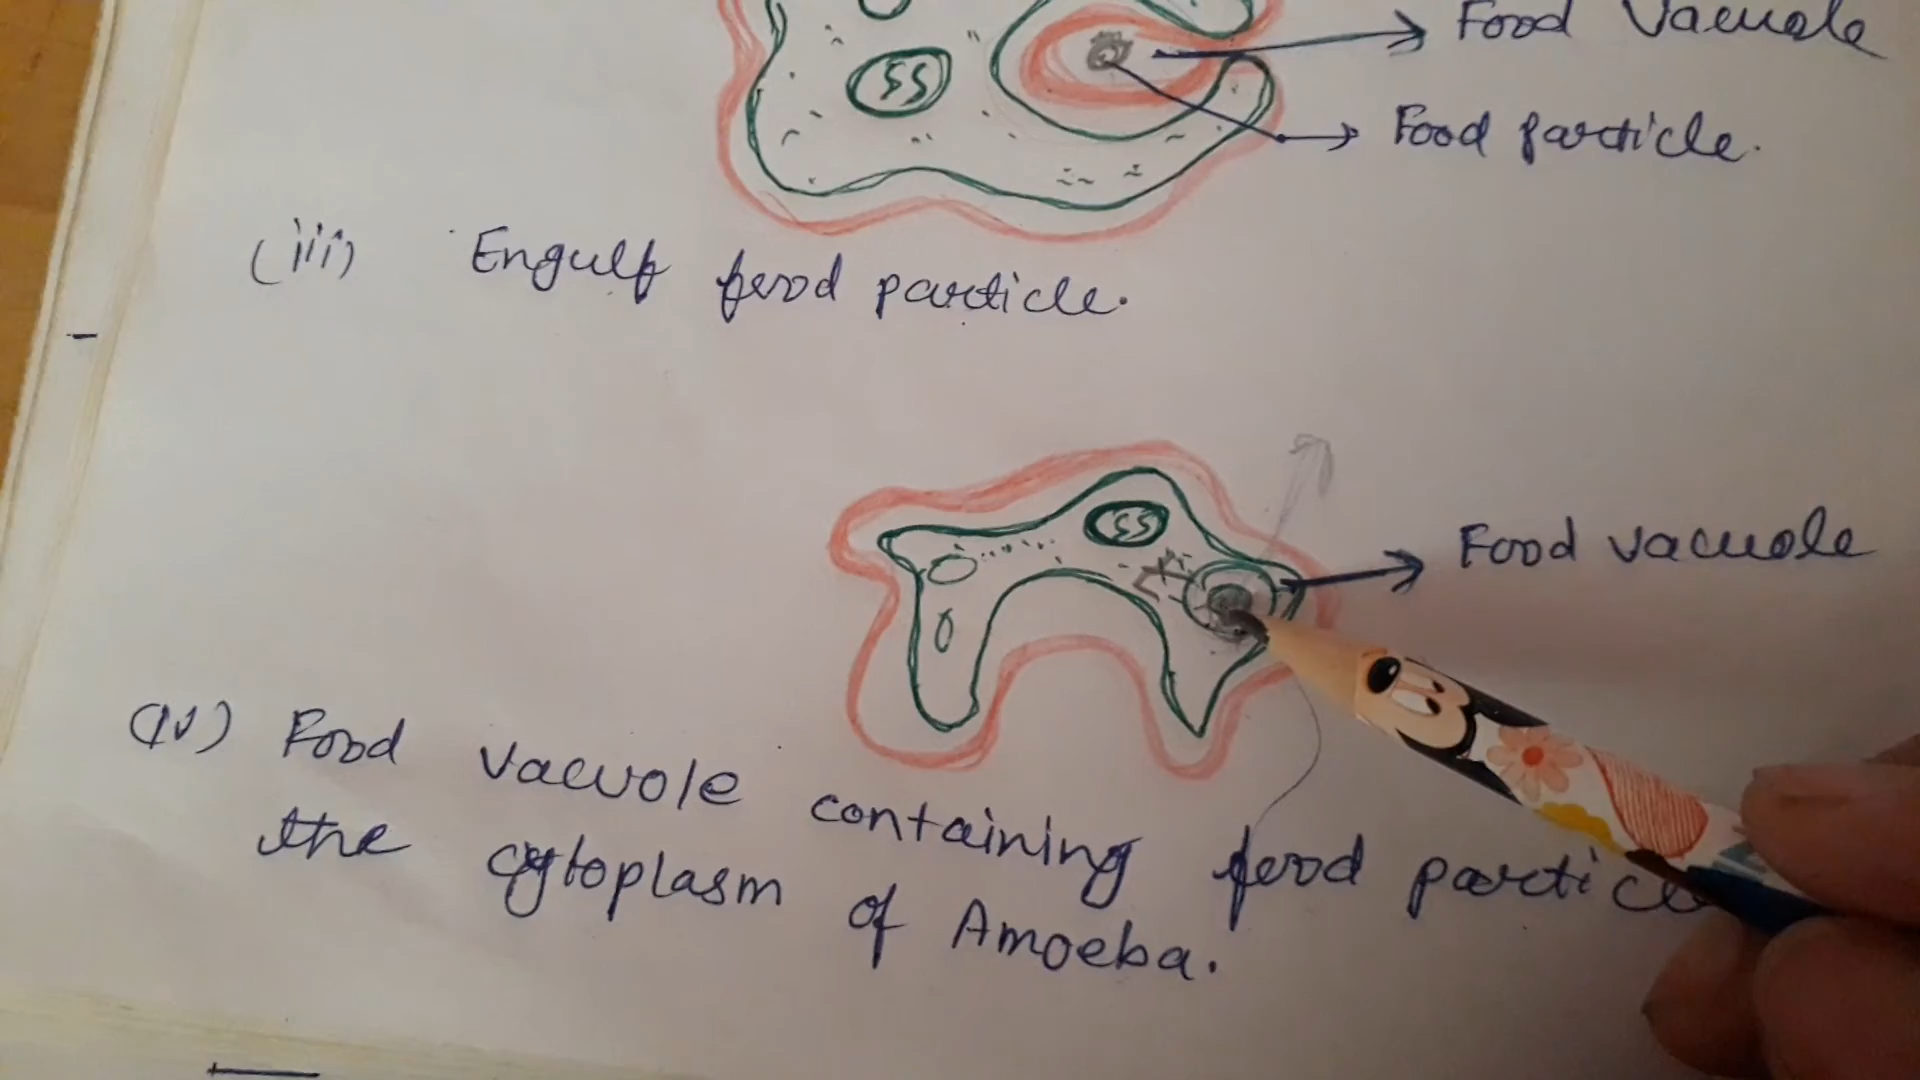 Food Vacuole
Food particle.
(iii) Engulf food particle.
Food vacuole
(iv) Food vacuole containing food particle
the cytoplasm of Amoeba.